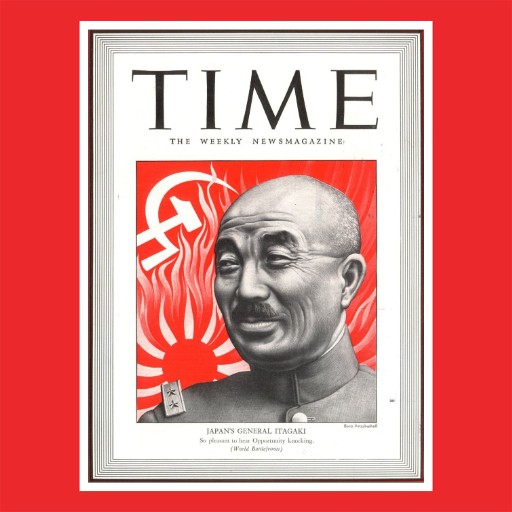 TIME
THE WEEKLY NEWSMAGAZINE
JAPAN'S GENERAL ITAGAKI
So pleasant to hear Opportunity knocking.
(World Battlefronts)